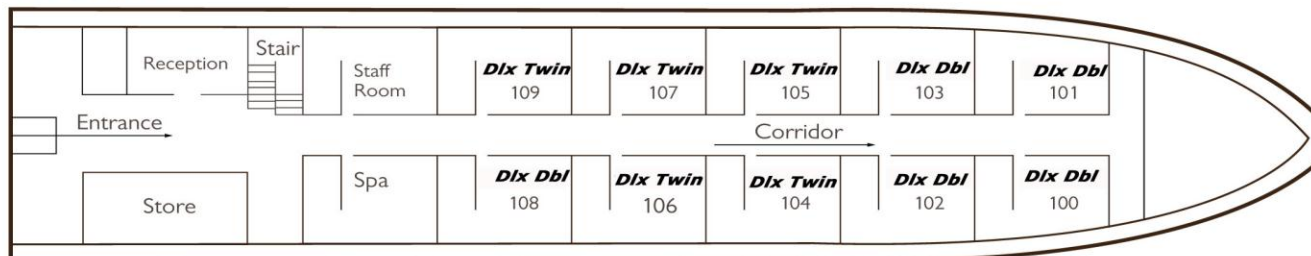 Stair
Reception
Staff
Room
Dlx Twin
109
Dlx Twin
107
Dlx Twin
105
Dlx Dbl
103
Dlx Dbl
101
Entrance
Corridor
Store
Spa
Dlx Dbl
108
Dlx Twin
106
Dlx Twin
104
Dlx Dbl
102
Dlx Dbl
100